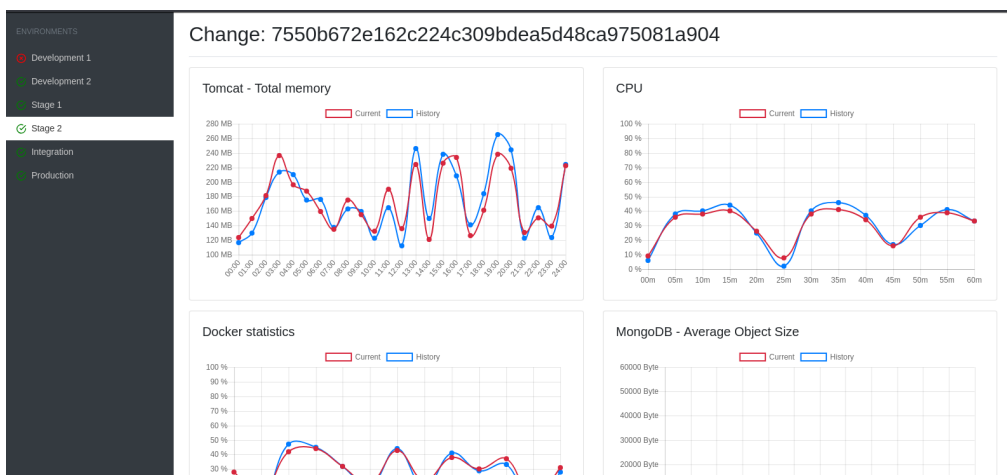 ENVIRONMENTS
Development 1
Development 2
Stage 1
Stage 2
Integration
Production
Change: 7550b672e162c224c309bdea5d48ca975081a904
Tomcat - Total memory
Current History
280 MB
260 MB
240 MB
220 MB
200 MB
180 MB
160 MB
140 MB
120 MB
100 MB
00:00 01:00 02:00 03:00 04:00 05:00 06:00 07:00 08:00 09:00 10:00 11:00 12:00 13:00 14:00 15:00 16:00 17:00 18:00 19:00 20:00 21:00 22:00 23:00 24:00
CPU
Current History
100 %
90 %
80 %
70 %
60 %
50 %
40 %
30 %
20 %
10 %
0 %
00m 05m 10m 15m 20m 25m 30m 35m 40m 45m 50m 55m 60m
Docker statistics
Current History
100 %
90 %
80 %
70 %
60 %
50 %
40 %
30 %
MongoDB - Average Object Size
Current History
60000 Byte
50000 Byte
40000 Byte
30000 Byte
20000 Byte